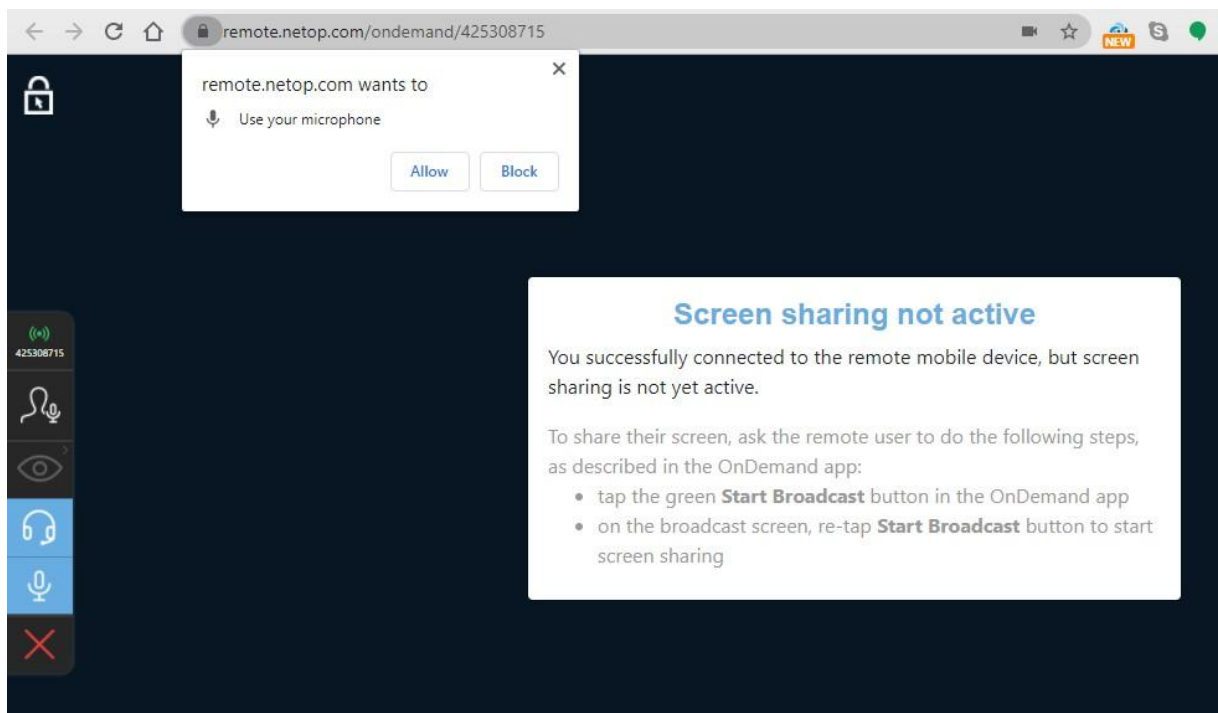 remote.netop.com/ondemand/425308715
NEW
remote.netop.com wants to
Use your microphone
Allow
Block
Screen sharing not active
You successfully connected to the remote mobile device, but screen
sharing is not yet active.
To share their screen, ask the remote user to do the following steps,
as described in the OnDemand app:
• tap the green Start Broadcast button in the OnDemand app
• on the broadcast screen, re-tap Start Broadcast button to start
screen sharing
425308715